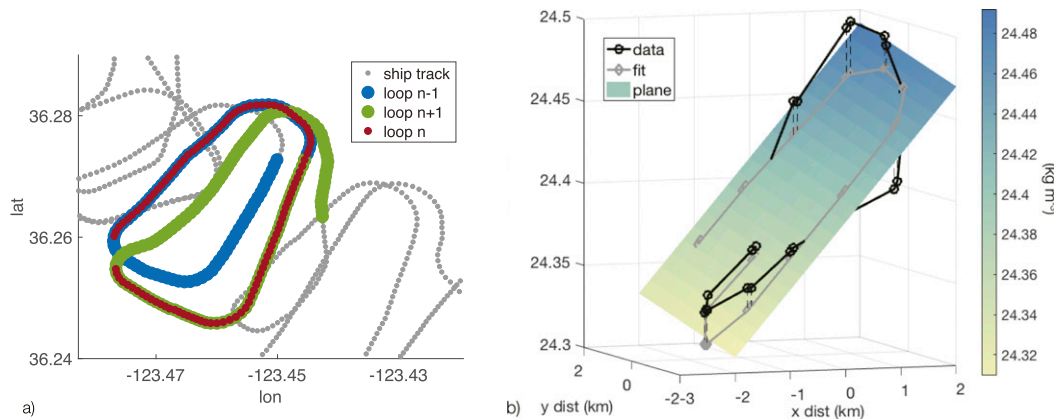 36.28
36.26
36.24
lat
-123.47
-123.45
-123.43
lon
ship track
loop n-1
loop n+1
loop n
a)
24.5
24.45
24.4
24.35
24.3
data
fit
plane
2
0
-2
-3
-2
-1
0
1
2
y dist (km)
x dist (km)
b)
24.48
24.46
24.44
24.42
24.4
24.38
24.36
24.34
24.32
(kg m⁻³)